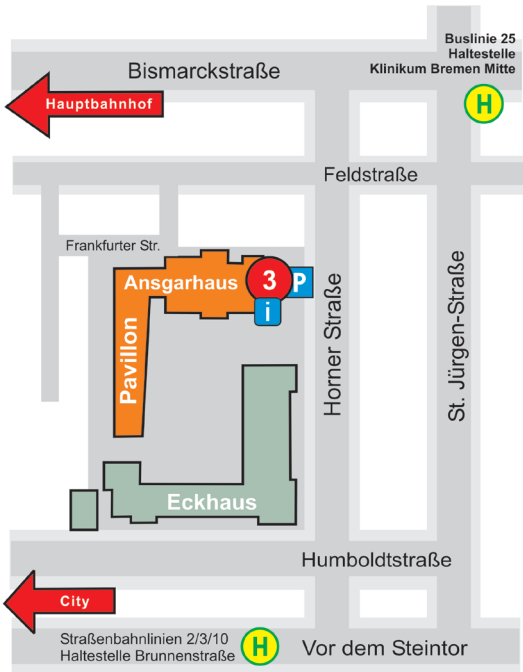 Buslinie 25
Haltestelle
Klinikum Bremen Mitte
H
Bismarckstraße
Hauptbahnhof
Feldstraße
Frankfurter Str.
Ansgarhaus
3
P
i
Pavillon
Horner Straße
St. Jürgen-Straße
Eckhaus
Humboldtstraße
City
Straßenbahnlinien 2/3/10
Haltestelle Brunnenstraße
H
Vor dem Steintor